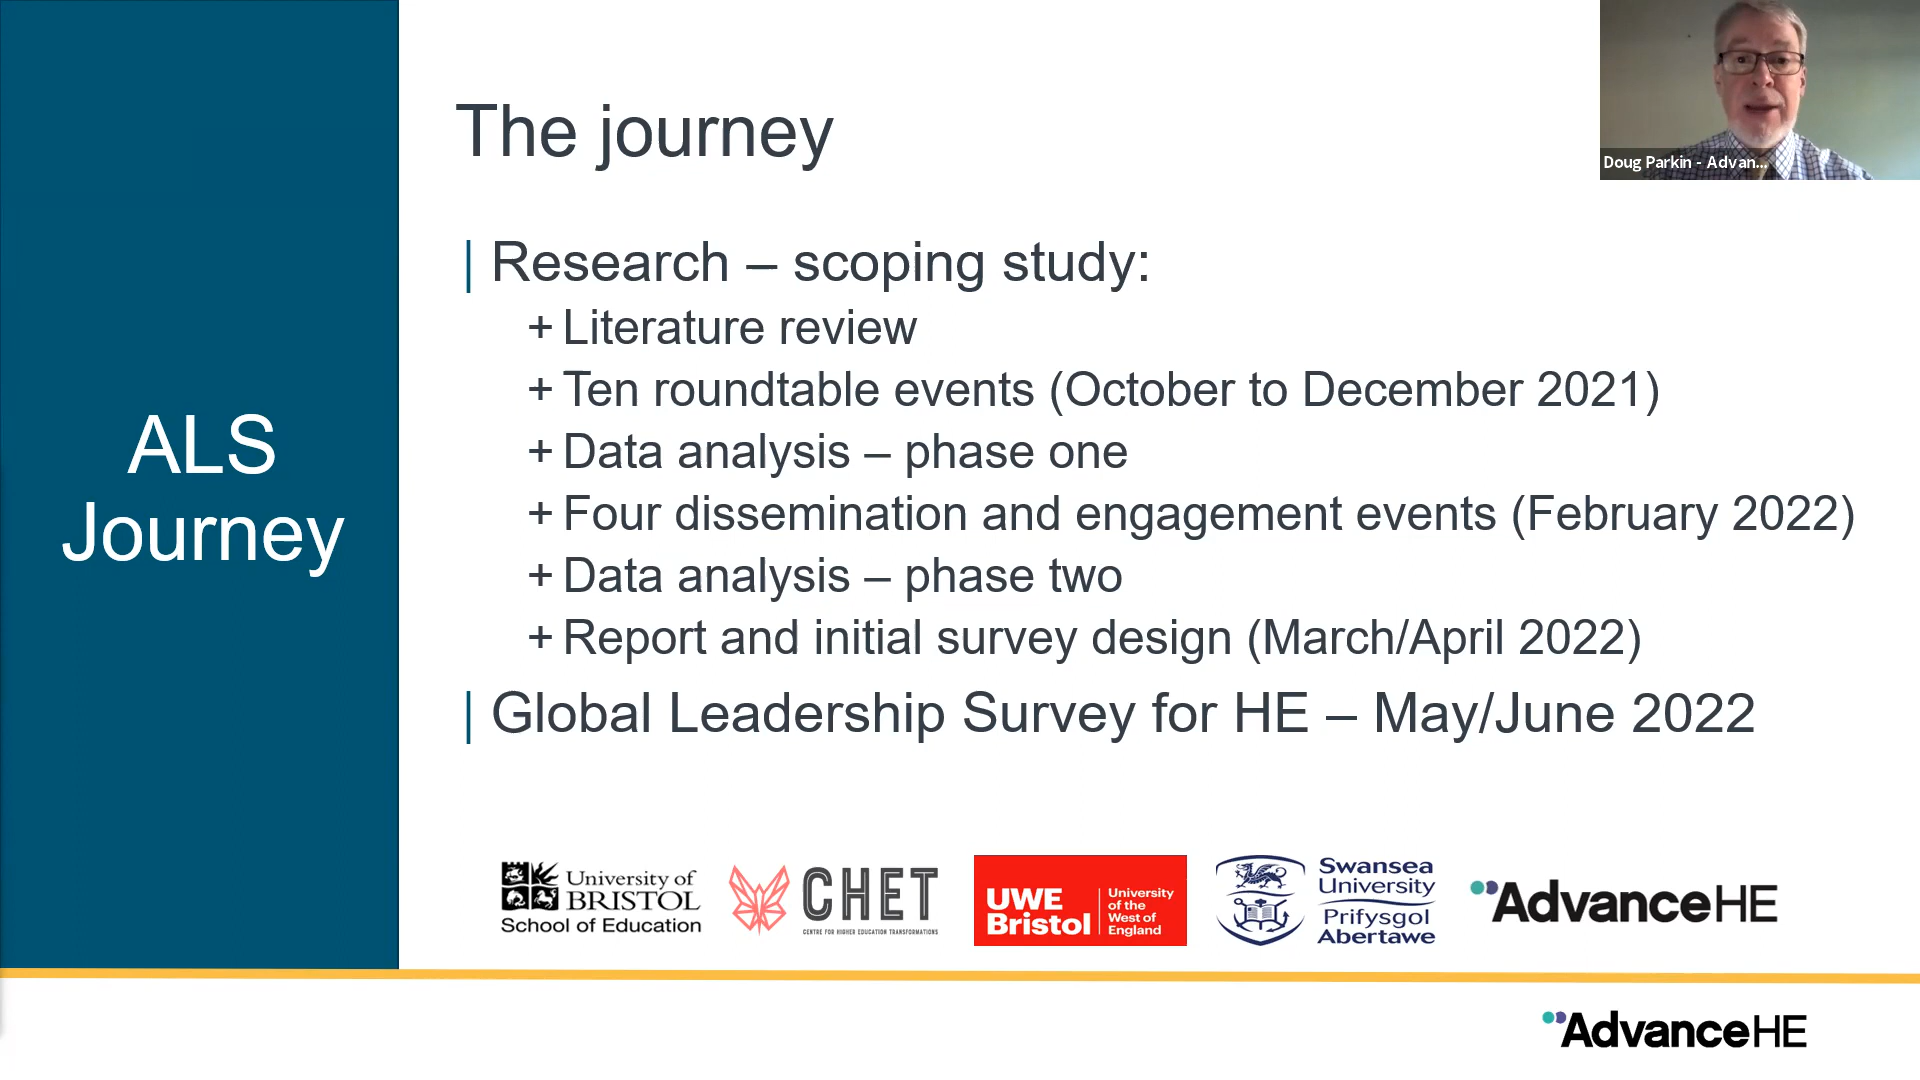 The journey
Doug Parkin - Advan...
ALS
Journey
| Research – scoping study:
+ Literature review
+ Ten roundtable events (October to December 2021)
+ Data analysis – phase one
+ Four dissemination and engagement events (February 2022)
+ Data analysis – phase two
+ Report and initial survey design (March/April 2022)
| Global Leadership Survey for HE – May/June 2022
University of
BRISTOL
School of Education
CHET
CENTRE FOR HIGHER EDUCATION TRANSFORMATIONS
UWE
Bristol
University
of the
West of
England
Swansea
University
Prifysgol
Abertawe
AdvanceHE
AdvanceHE